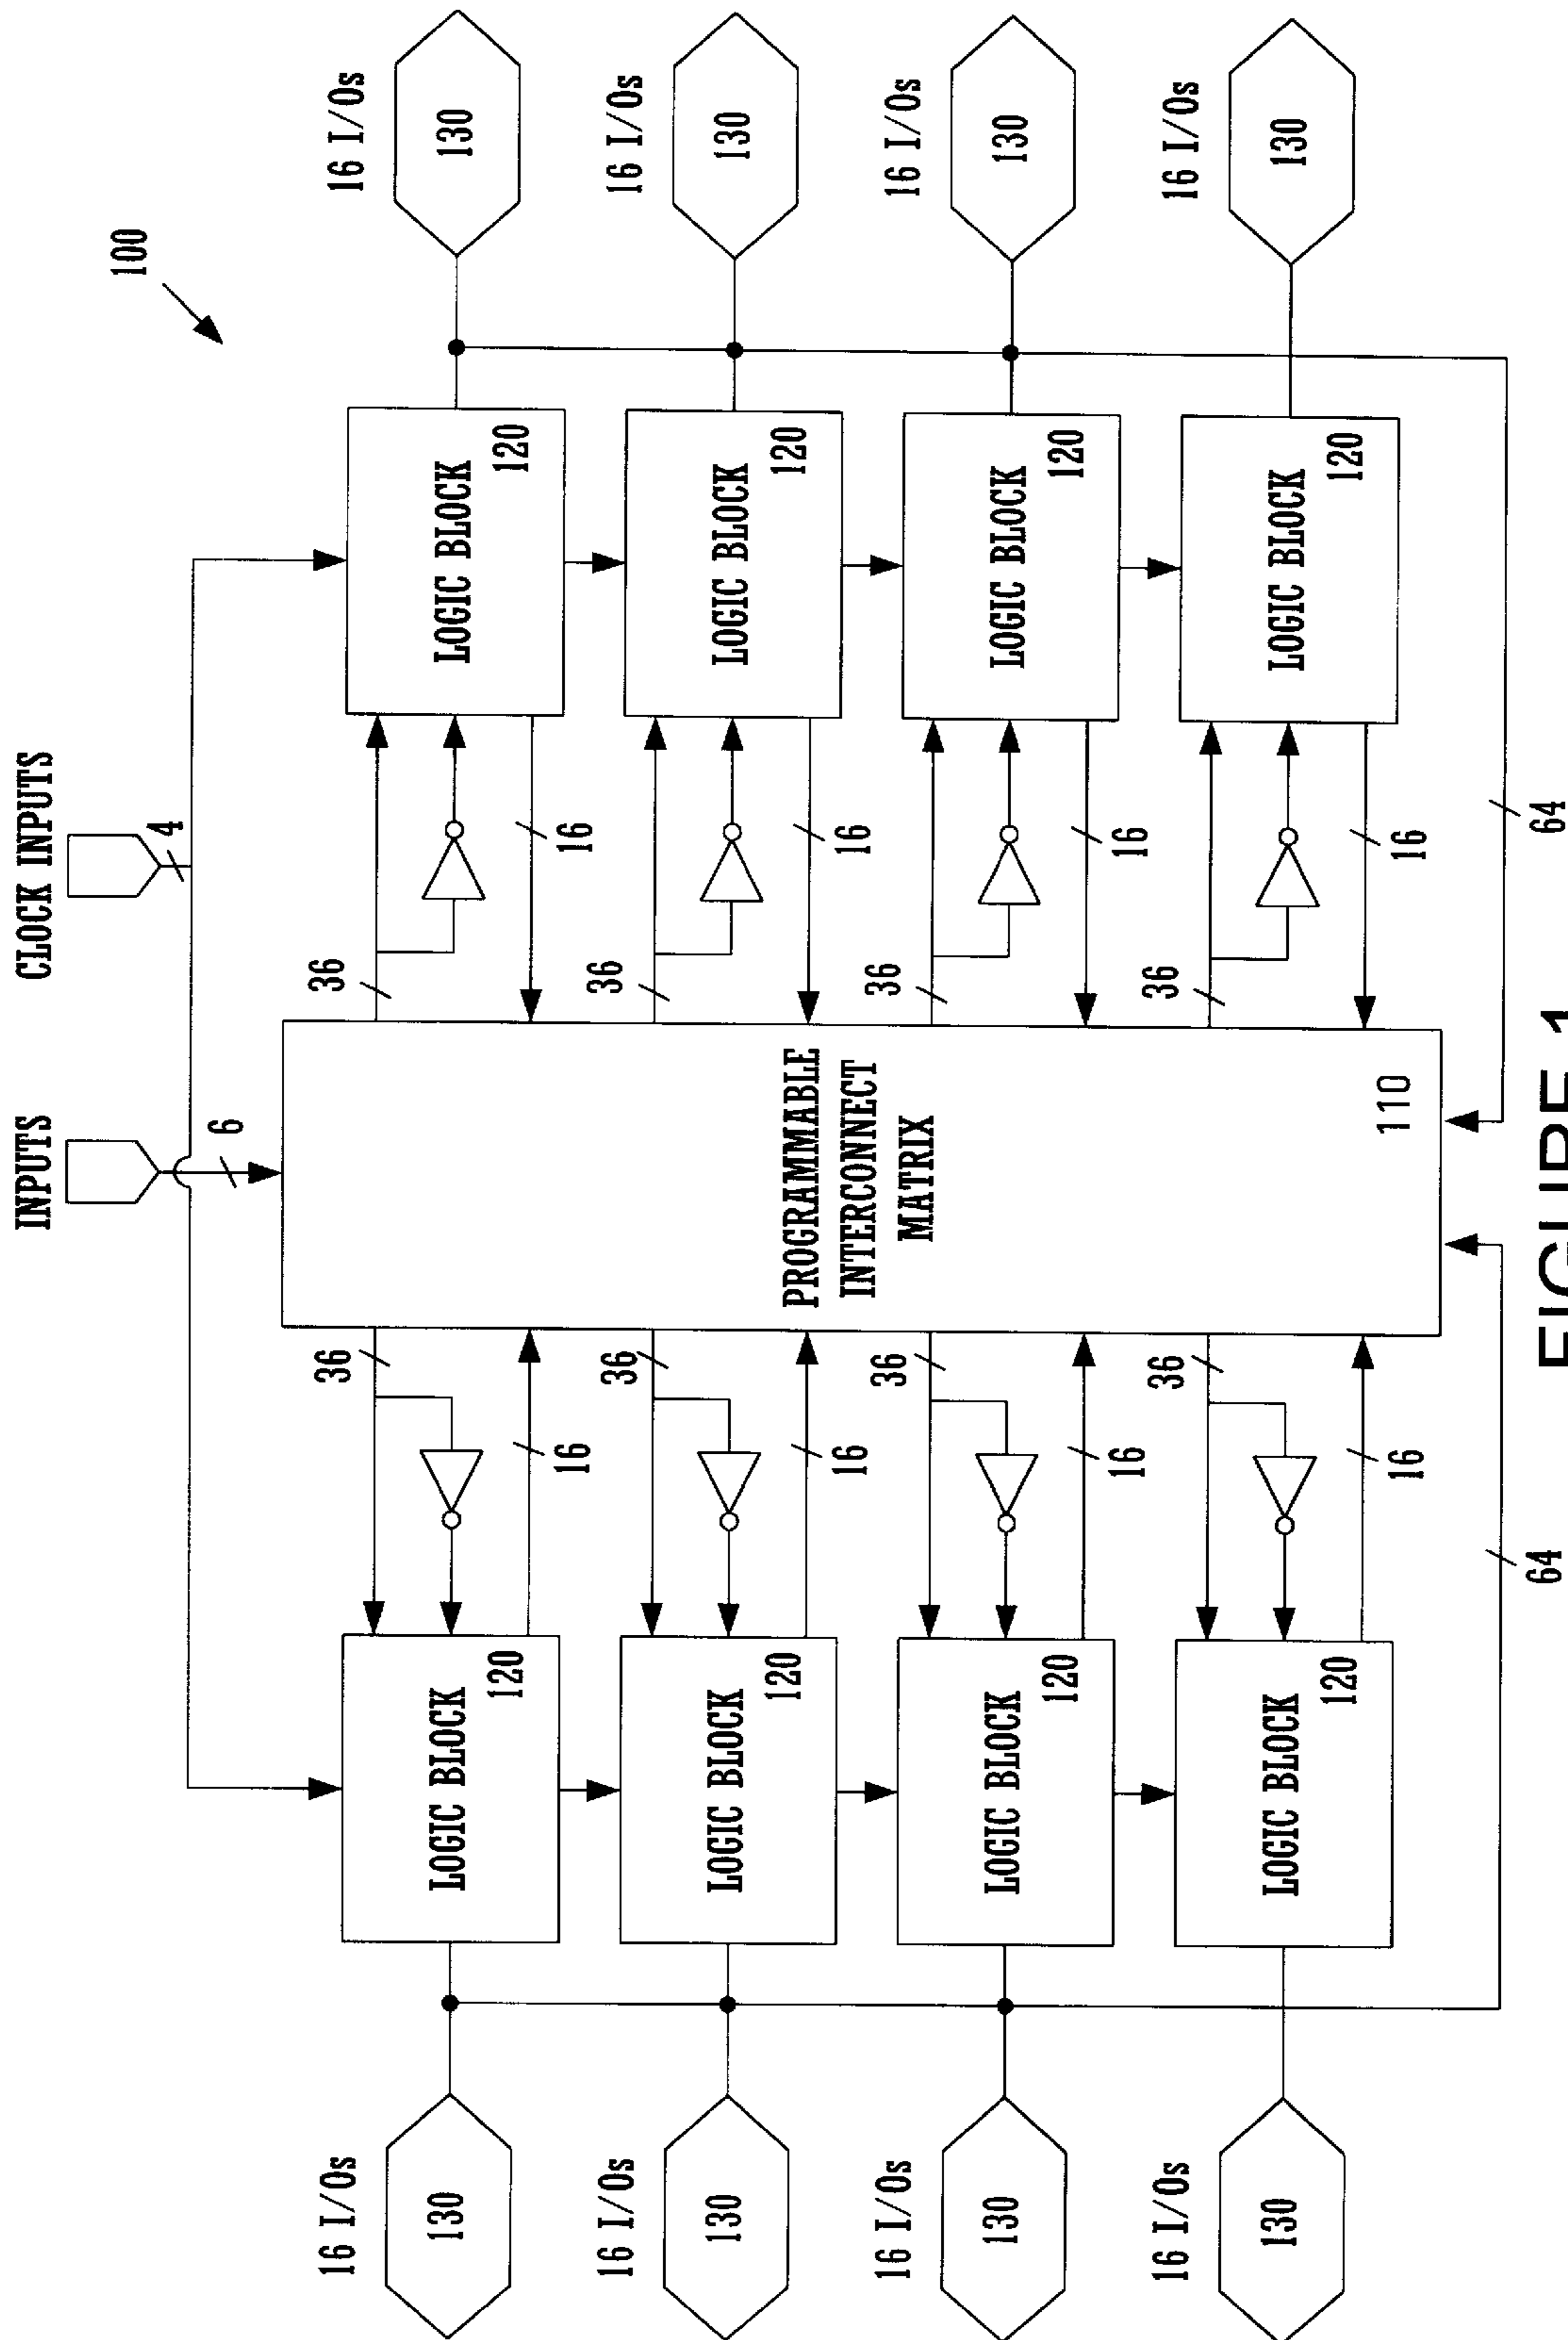 INPUTS
CLOCK INPUTS
100
4
6
16 I/Os
36
36
16 I/Os
130
LOGIC BLOCK
LOGIC BLOCK
130
120
120
16
16
16 I/Os
36
36
16 I/Os
130
LOGIC BLOCK
LOGIC BLOCK
130
120
120
16
16
PROGRAMMABLE
INTERCONNECT
MATRIX
16 I/Os
36
36
16 I/Os
130
LOGIC BLOCK
LOGIC BLOCK
130
120
120
16
16
16 I/Os
36
36
16 I/Os
130
LOGIC BLOCK
LOGIC BLOCK
130
120
120
16
16
110
64
64
FIGURE 1